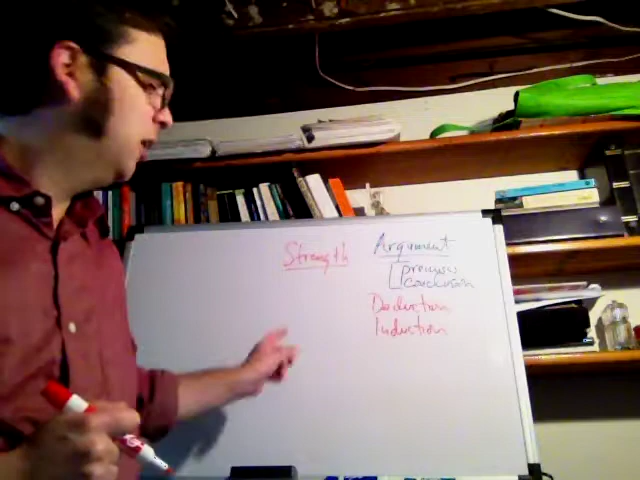 Strength
Argument
premises
conclusion
Deduction
Induction